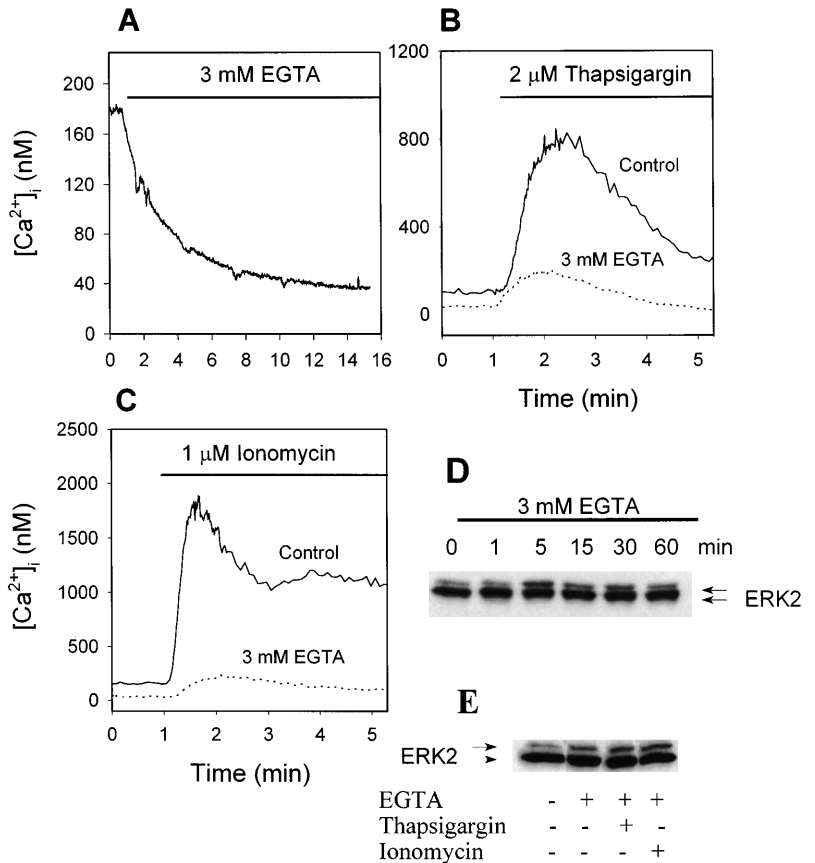 A
3 mM EGTA
[Ca2+]i (nM)
200
160
120
80
40
0
0 2 4 6 8 10 12 14 16
B
2 μM Thapsigargin
1200
800
400
0
Control
3 mM EGTA
0 1 2 3 4 5
Time (min)
C
1 μM Ionomycin
[Ca2+]i (nM)
2500
2000
1500
1000
500
0
Control
3 mM EGTA
0 1 2 3 4 5
Time (min)
D
3 mM EGTA
0 1 5 15 30 60 min
ERK2
E
ERK2
EGTA - + + +
Thapsigargin - - + -
Ionomycin - - - +